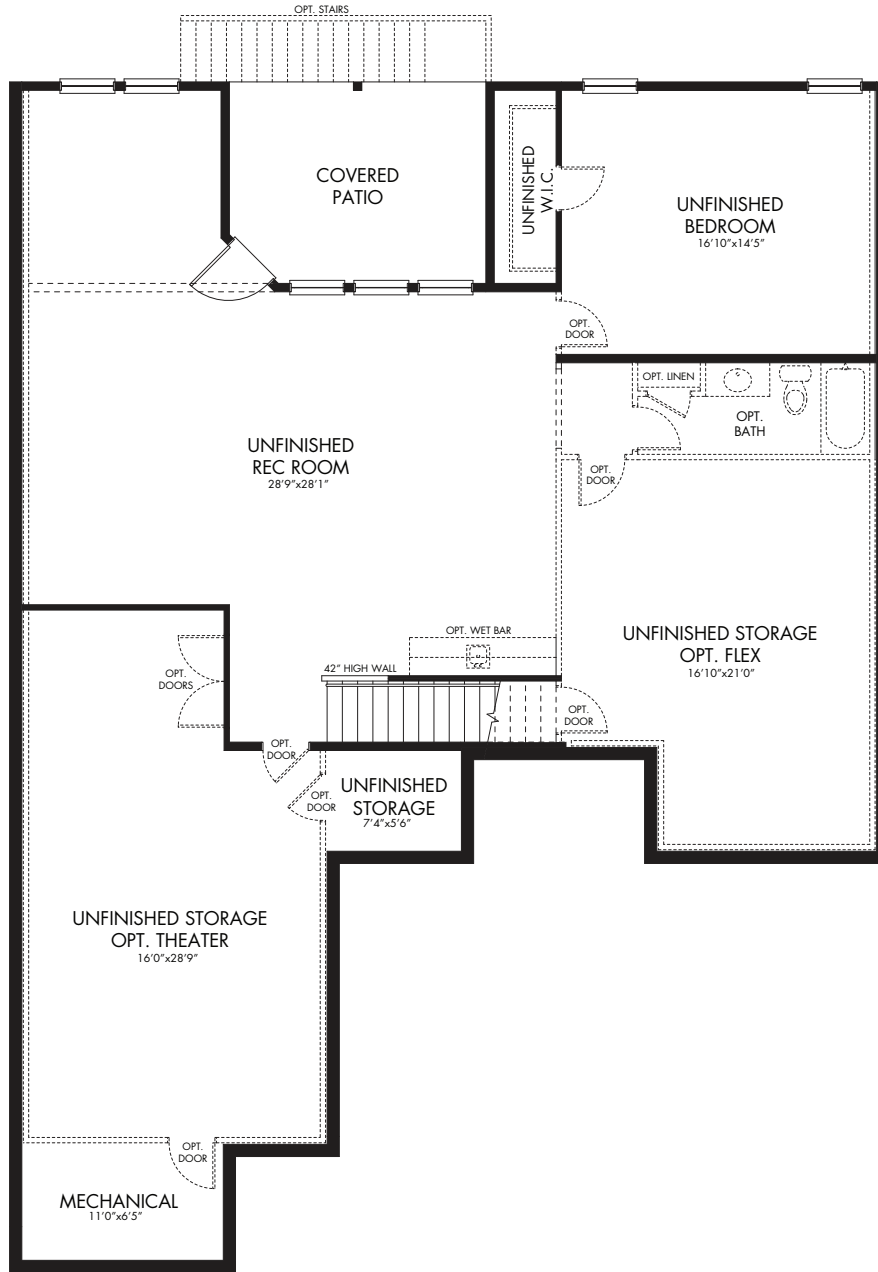 OPT. STAIRS
COVERED
PATIO
UNFINISHED
W.I.C.
UNFINISHED
BEDROOM
16'10"x14'5"
OPT.
DOOR
OPT. LINEN
OPT.
BATH
UNFINISHED
REC ROOM
28'9"x28'1"
OPT.
DOOR
OPT. WET BAR
UNFINISHED STORAGE
OPT. FLEX
16'10"x21'0"
42" HIGH WALL
OPT.
DOORS
OPT.
DOOR
OPT.
DOOR
OPT.
DOOR
UNFINISHED
STORAGE
7'4"x5'6"
UNFINISHED STORAGE
OPT. THEATER
16'0"x28'9"
OPT.
DOOR
MECHANICAL
11'0"x6'5"